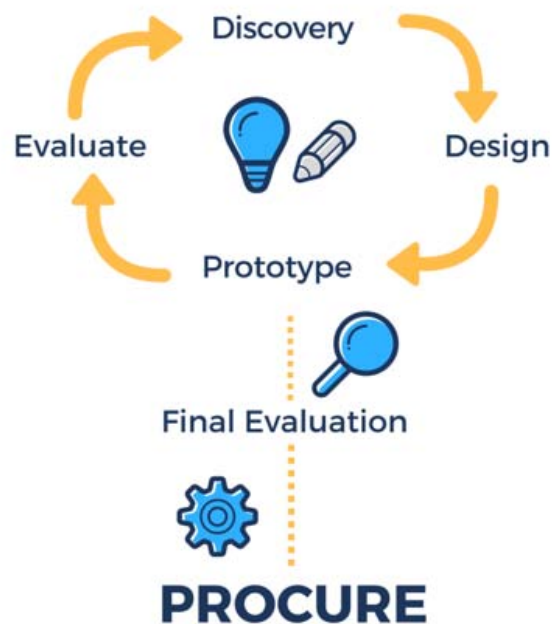 Discovery
Evaluate
Design
Prototype
Final Evaluation
PROCURE